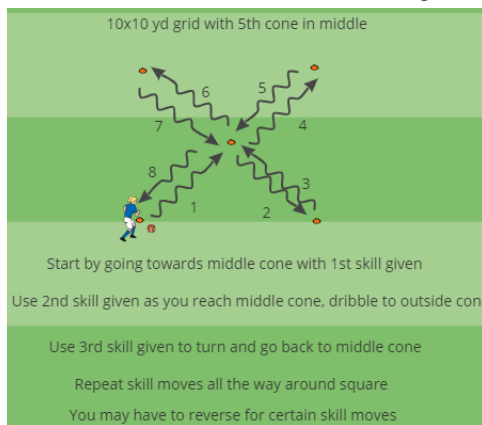 10x10 yd grid with 5th cone in middle
5
6
7
4
8
3
1
2
Start by going towards middle cone with 1st skill given
Use 2nd skill given as you reach middle cone, dribble to outside con
Use 3rd skill given to turn and go back to middle cone
Repeat skill moves all the way around square
You may have to reverse for certain skill moves